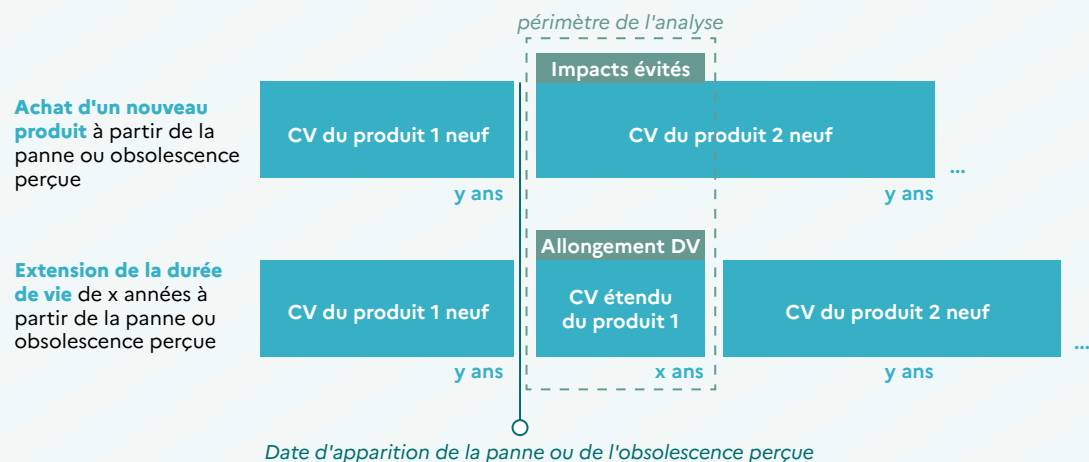 périmètre de l'analyse
Impacts évités
Achat d'un nouveau
produit à partir de la
panne ou obsolescence
perçue
CV du produit 1 neuf
CV du produit 2 neuf
y ans
y ans
...
Allongement DV
Extension de la durée
de vie de x années à
partir de la panne ou
obsolescence perçue
CV du produit 1 neuf
CV étendu
du produit 1
CV du produit 2 neuf
y ans
x ans
y ans
...
Date d'apparition de la panne ou de l'obsolescence perçue